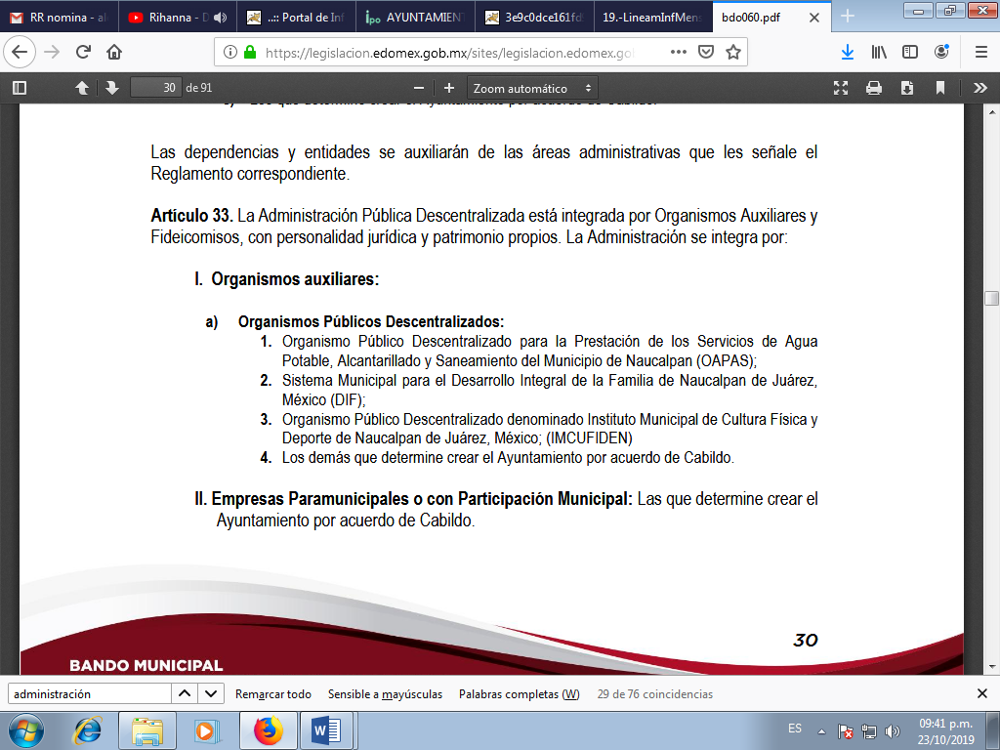 RR nomina - al
Rihanna - D
..:: Portal de Inf
ipo AYUNTAMIEN
3e9c0dce161fd
19.-LineamInfMens
bdo060.pdf
https://legislacion.edomex.gob.mx/sites/legislacion.edomex.go
30 de 91
Zoom automático
Las dependencias y entidades se auxiliarán de las áreas administrativas que les señale el
Reglamento correspondiente.
Artículo 33. La Administración Pública Descentralizada está integrada por Organismos Auxiliares y
Fideicomisos, con personalidad jurídica y patrimonio propios. La Administración se integra por:
I. Organismos auxiliares:
a) Organismos Públicos Descentralizados:
1. Organismo Público Descentralizado para la Prestación de los Servicios de Agua
Potable, Alcantarillado y Saneamiento del Municipio de Naucalpan (OAPAS);
2. Sistema Municipal para el Desarrollo Integral de la Familia de Naucalpan de Juárez,
México (DIF);
3. Organismo Público Descentralizado denominado Instituto Municipal de Cultura Física y
Deporte de Naucalpan de Juárez, México; (IMCUFIDEN)
4. Los demás que determine crear el Ayuntamiento por acuerdo de Cabildo.
II. Empresas Paramunicipales o con Participación Municipal: Las que determine crear el
Ayuntamiento por acuerdo de Cabildo.
30
BANDO MUNICIPAL
administración
Remarcar todo
Sensible a mayúsculas
Palabras completas (W)
29 de 76 coincidencias
ES
09:41 p.m.
23/10/2019